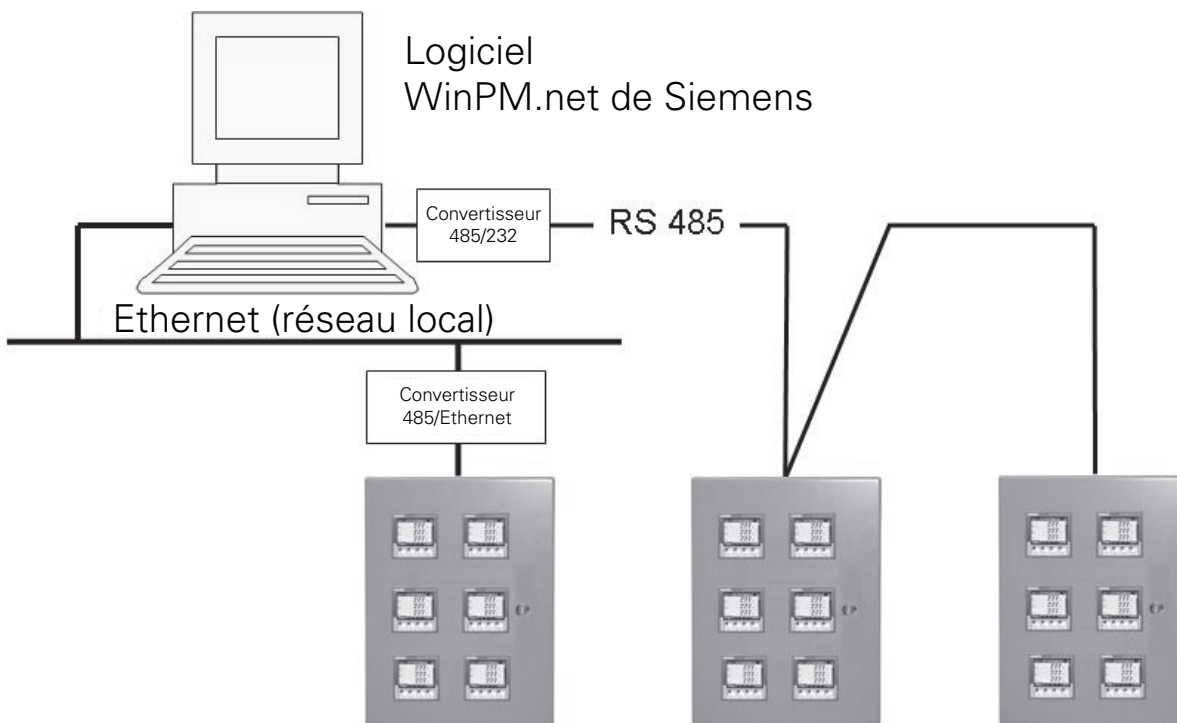 Logiciel
WinPM.net de Siemens
Convertisseur
485/232
RS 485
Ethernet (réseau local)
Convertisseur
485/Ethernet